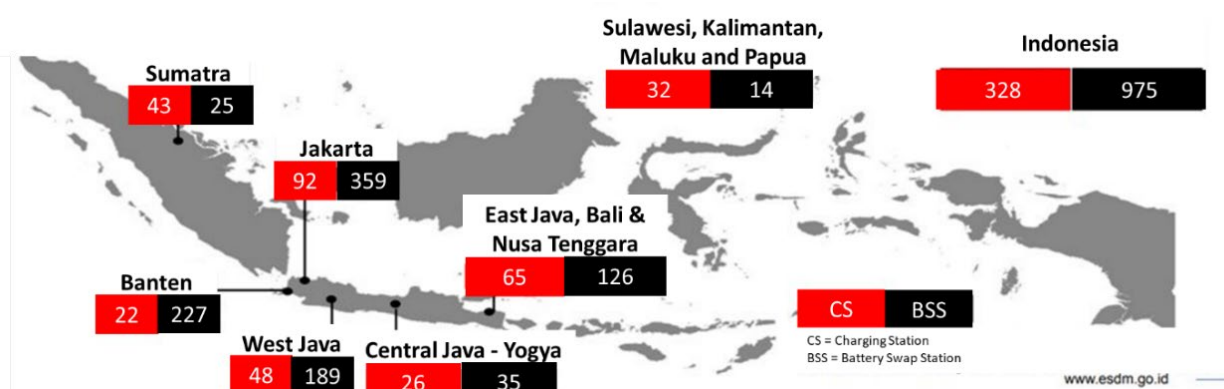 Sulawesi, Kalimantan,
Maluku and Papua
32 14
Indonesia
328 975
Sumatra
43 25
Jakarta
92 359
East Java, Bali &
Nusa Tenggara
65 126
Banten
22 227
West Java
48 189
Central Java - Yogya
26 35
CS BSS
CS = Charging Station
BSS = Battery Swap Station
www.esdm.go.id